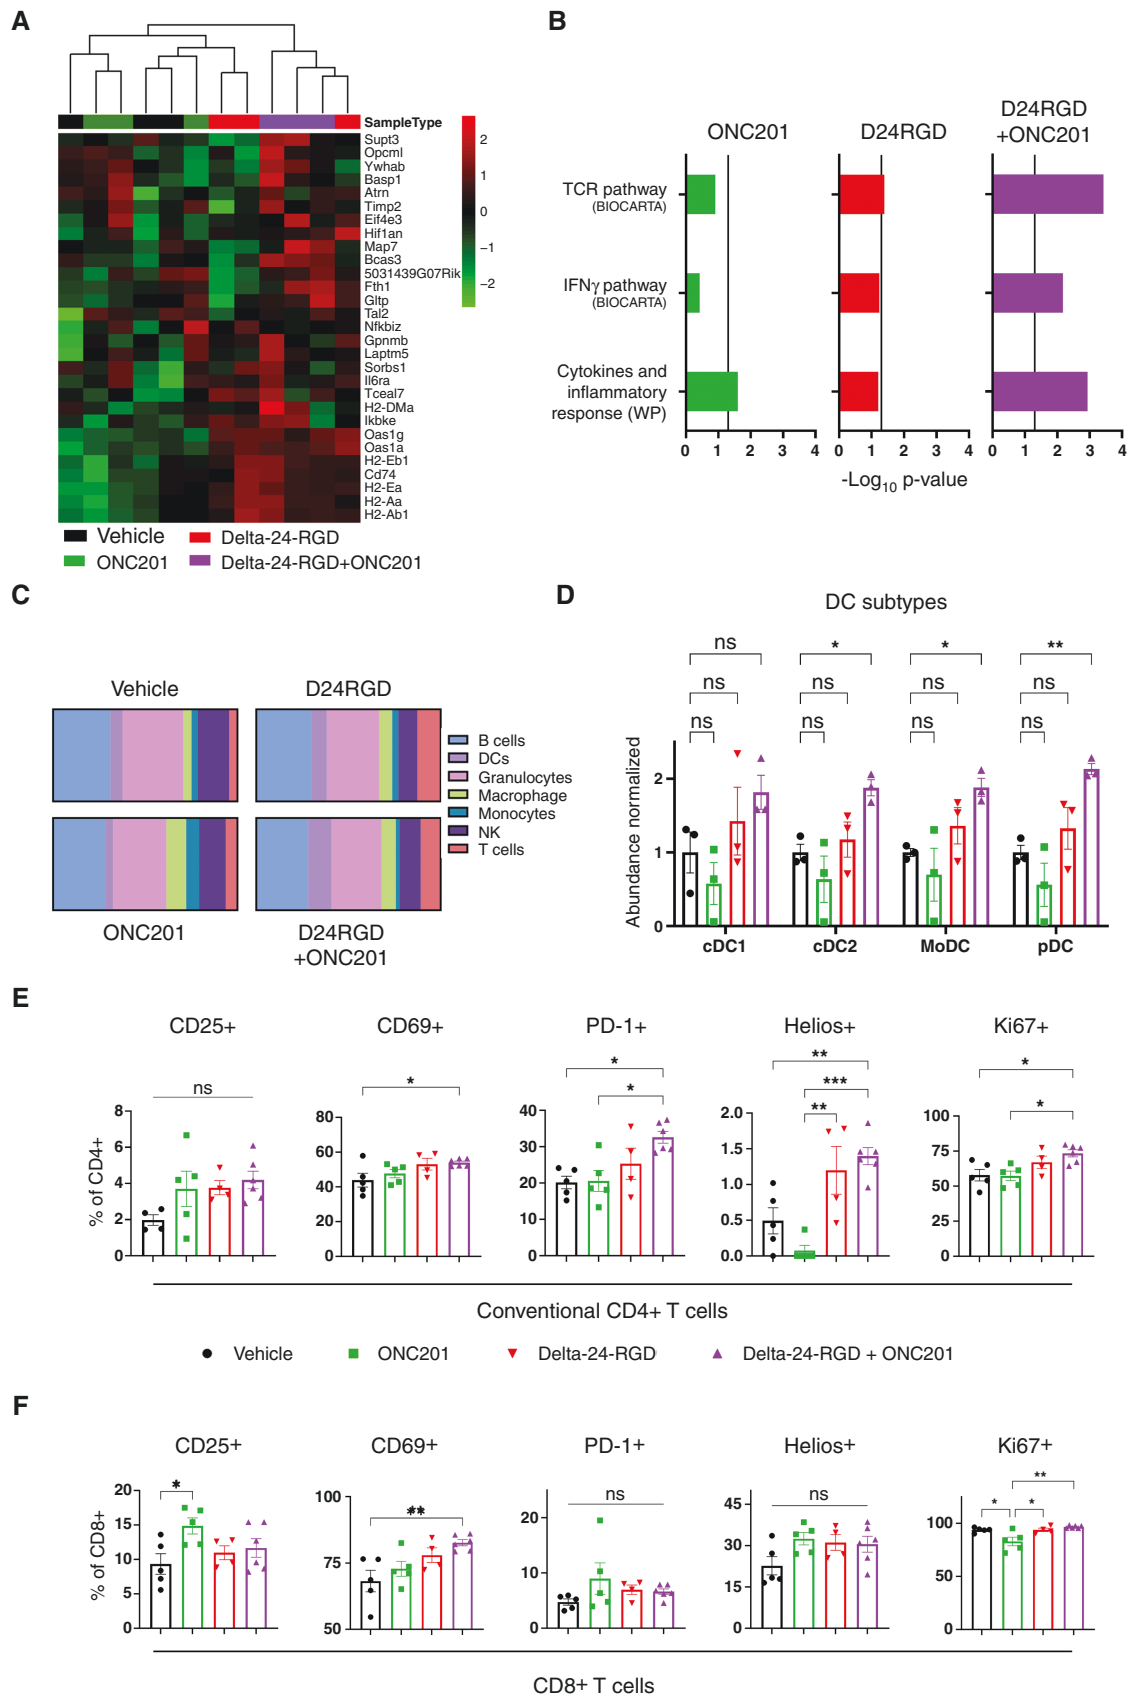 A
SampleType
Supt3
Opcml
Ywhab
Basp1
Atrn
Timp2
Eif4e3
Hif1an
Map7
Bcas3
5031439G07Rik
Fth1
Gltp
Tal2
Nfkbiz
Gpnmb
Laptm5
Sorbs1
Il6ra
Tceal7
H2-DMa
Ikbke
Oas1g
Oas1a
H2-Eb1
Cd74
H2-Ea
H2-Aa
H2-Ab1
2
1
0
−1
−2
Vehicle
Delta-24-RGD
ONC201
Delta-24-RGD+ONC201
B
ONC201
D24RGD
D24RGD
+ONC201
TCR pathway
(BIOCARTA)
IFNγ pathway
(BIOCARTA)
Cytokines and
inflammatory
response (WP)
0 1 2 3 4
0 1 2 3 4
0 1 2 3 4
-Log10 p-value
C
Vehicle
D24RGD
ONC201
D24RGD
+ONC201
B cells
DCs
Granulocytes
Macrophage
Monocytes
NK
T cells
D
DC subtypes
ns * * **
ns ns ns ns
ns ns ns ns
Abundance normalized
2
1
0
cDC1 cDC2 MoDC pDC
E
CD25+ CD69+ PD-1+ Helios+ Ki67+
% of CD4+
ns
8
6
4
2
0
*
80
60
40
20
0
*
*
40
30
20
10
0
**
***
**
2.0
1.5
1.0
0.5
0.0
*
*
100
75
50
25
0
Conventional CD4+ T cells
Vehicle ONC201 Delta-24-RGD Delta-24-RGD + ONC201
F
CD25+ CD69+ PD-1+ Helios+ Ki67+
% of CD8+
*
20
15
10
5
0
**
100
75
50
ns
20
10
0
ns
45
30
15
0
**
* *
100
50
0
CD8+ T cells